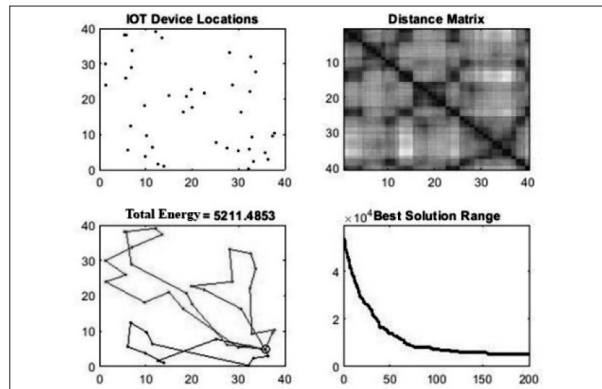 IOT Device Locations
40
30
20
10
0
0 10 20 30 40
Distance Matrix
10
20
30
40
10 20 30 40
Total Energy = 5211.4853
40
30
20
10
0
0 10 20 30 40
×10⁴ Best Solution Range
6
4
2
0
0 50 100 150 200